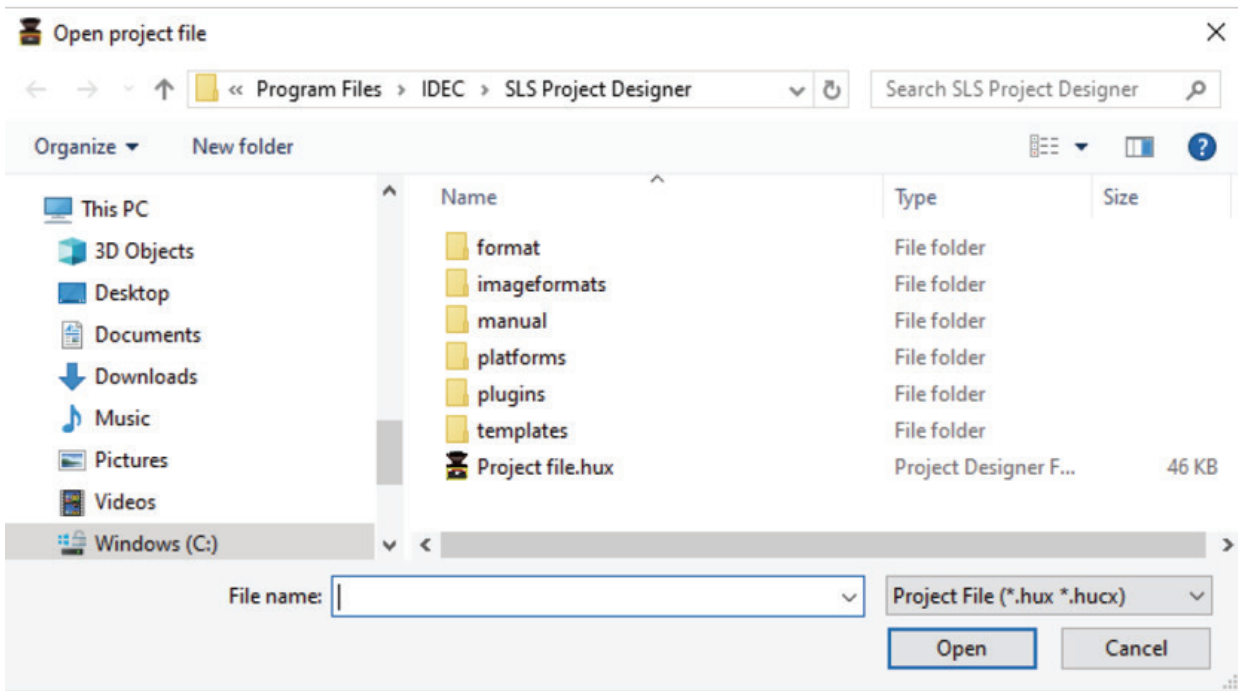 Open project file
« Program Files › IDEC › SLS Project Designer
Search SLS Project Designer
Organize
New folder
?
This PC
3D Objects
Desktop
Documents
Downloads
Music
Pictures
Videos
Windows (C:)
Name Type Size
format File folder
imageformats File folder
manual File folder
platforms File folder
plugins File folder
templates File folder
Project file.hux Project Designer F... 46 KB
File name:
Project File (*.hux *.hucx)
Open Cancel